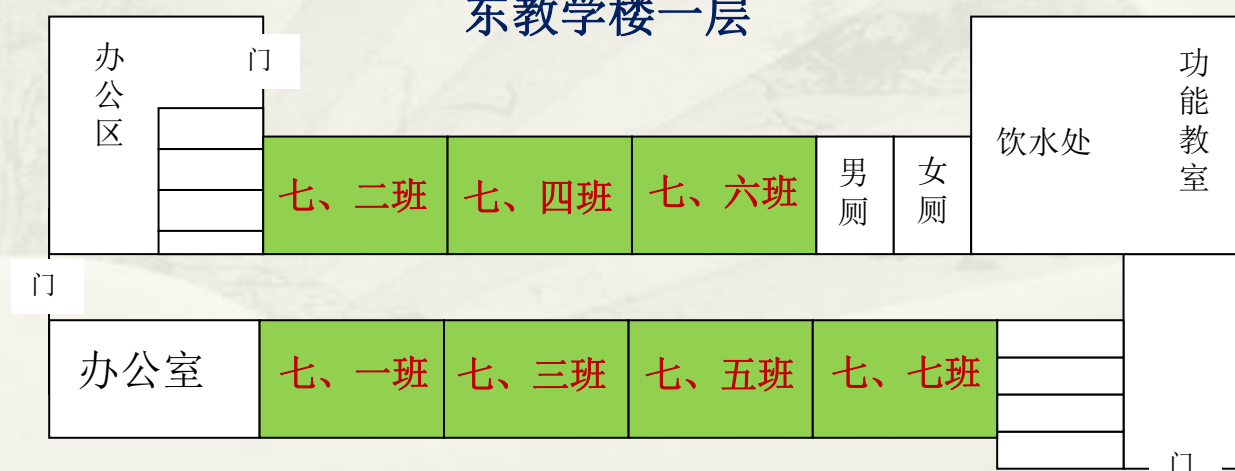 东教学楼一层
办公区
门
功能教室
饮水处
七、二班
七、四班
七、六班
男厕
女厕
门
办公室
七、一班
七、三班
七、五班
七、七班
门